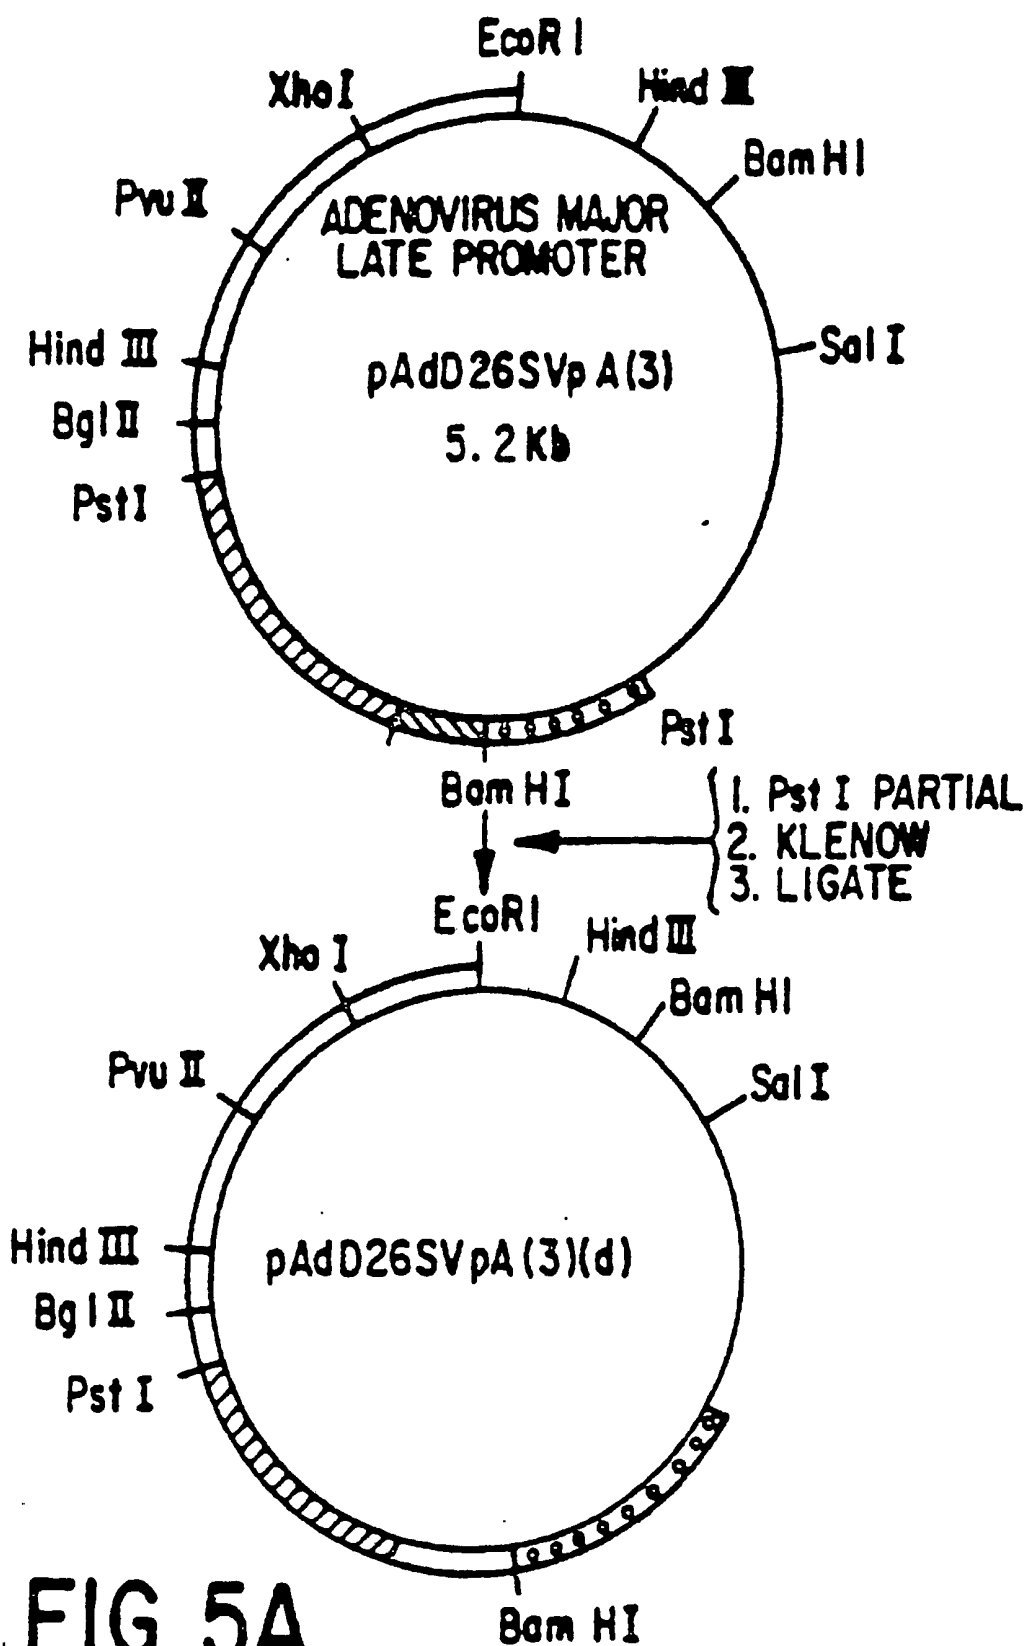 EcoR I
Xho I
Hind III
Bam HI
Pvu II
ADENOVIRUS MAJOR
LATE PROMOTER
Hind III
Sal I
pAdD26SVpA(3)
Bgl II
5.2Kb
Pst I
Pst I
Bam HI
1. Pst I PARTIAL
2. KLENOW
3. LIGATE
EcoRI
Xho I
Hind III
Bam HI
Pvu II
Sal I
Hind III
pAdD26SVpA(3)(d)
Bgl II
Pst I
Bam HI
FIG 5A